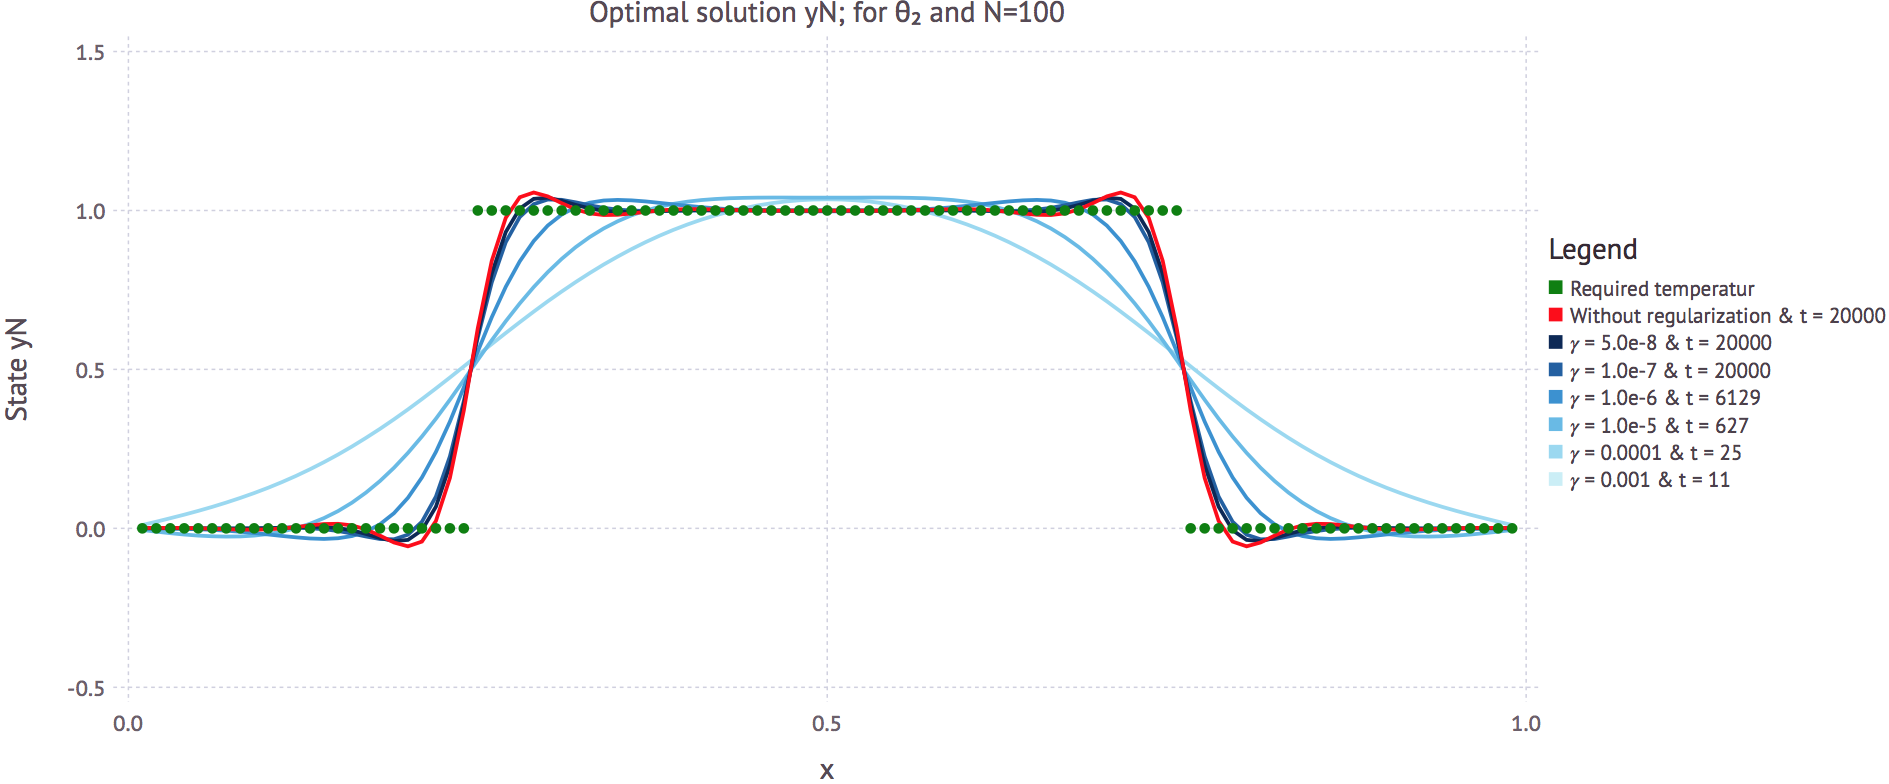 Optimal solution yN; for θ₂ and N=100
1.5
1.0
0.5
0.0
-0.5
State yN
0.0
0.5
1.0
x
Legend
Required temperatur
Without regularization & t = 20000
γ = 5.0e-8 & t = 20000
γ = 1.0e-7 & t = 20000
γ = 1.0e-6 & t = 6129
γ = 1.0e-5 & t = 627
γ = 0.0001 & t = 25
γ = 0.001 & t = 11